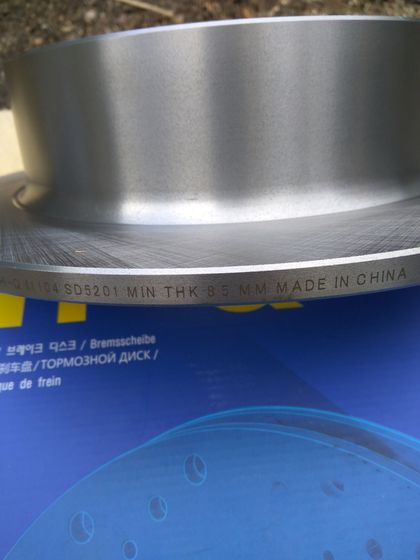 SD5201 MIN THK 8.5 MM MADE IN CHINA
브레이크 디스크 / Bremsscheibe
刹车盘/ТОРМОЗНОЙ ДИСК /
que de frein